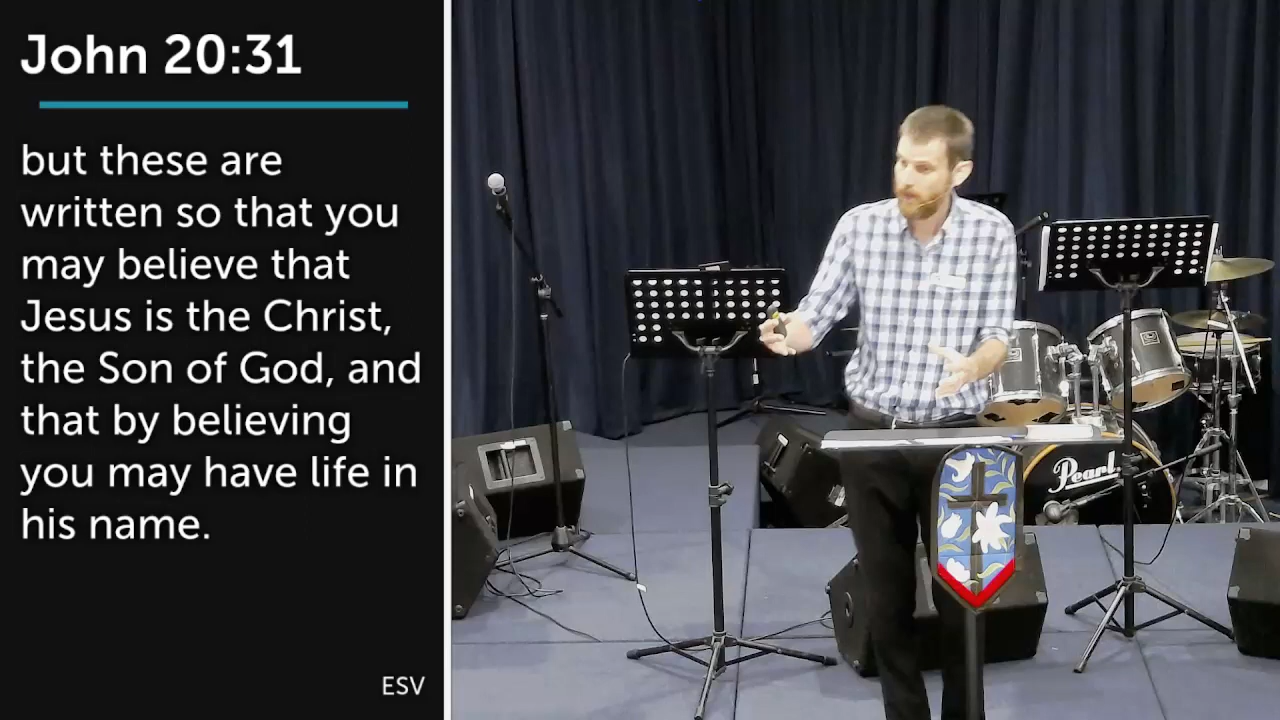 John 20:31
but these are
written so that you
may believe that
Jesus is the Christ,
the Son of God, and
that by believing
you may have life in
his name.
ESV
Pearl